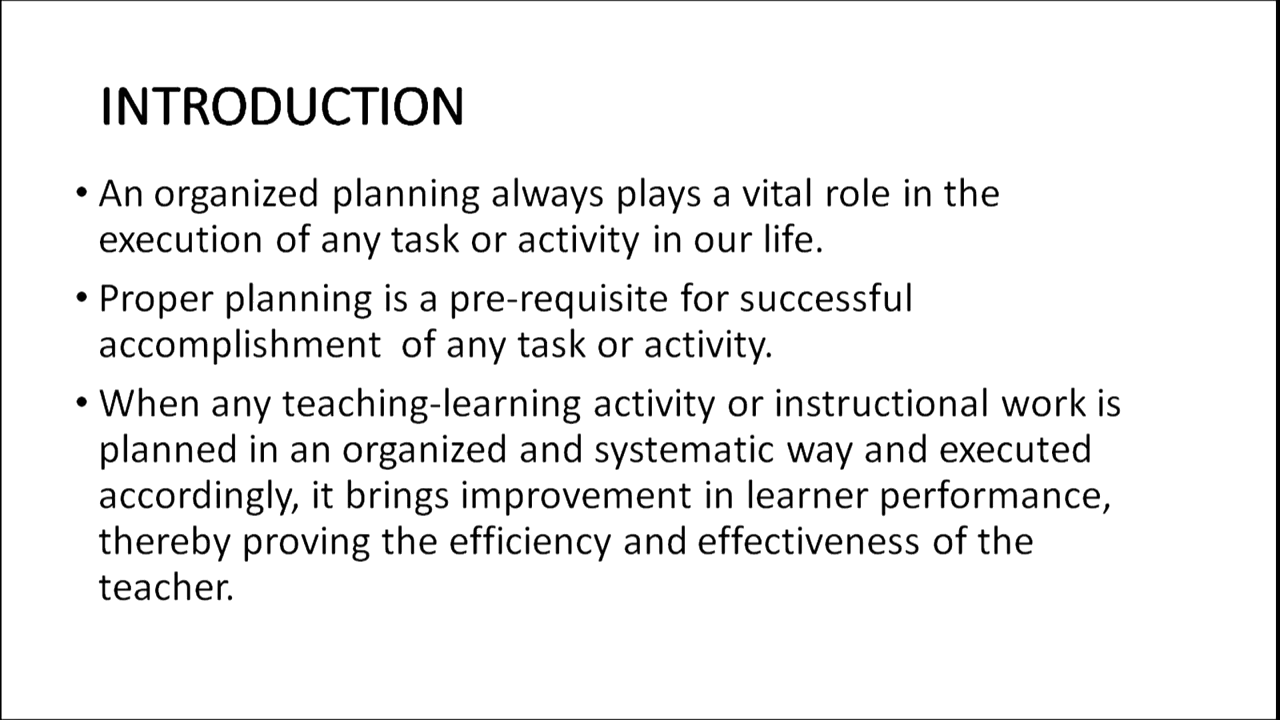 INTRODUCTION
• An organized planning always plays a vital role in the
execution of any task or activity in our life.
• Proper planning is a pre-requisite for successful
accomplishment  of any task or activity.
• When any teaching-learning activity or instructional work is
planned in an organized and systematic way and executed
accordingly, it brings improvement in learner performance,
thereby proving the efficiency and effectiveness of the
teacher.